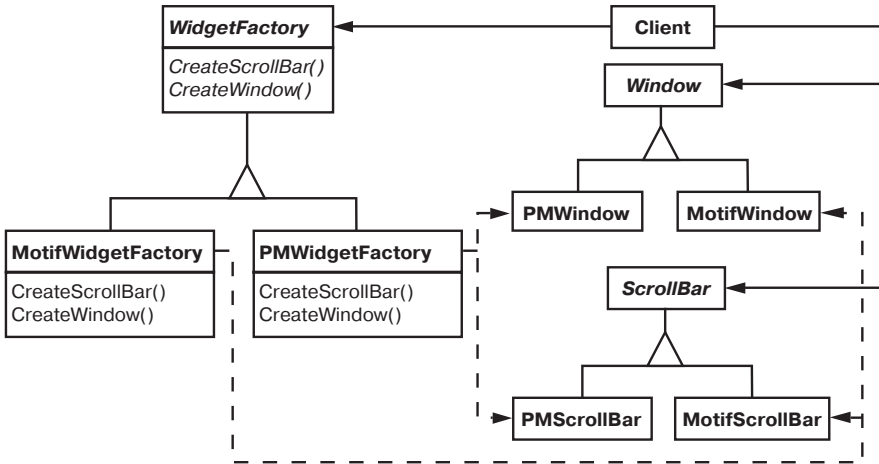 WidgetFactory
CreateScrollBar()
CreateWindow()
Client
Window
PMWindow
MotifWindow
MotifWidgetFactory
CreateScrollBar()
CreateWindow()
PMWidgetFactory
CreateScrollBar()
CreateWindow()
ScrollBar
PMScrollBar
MotifScrollBar